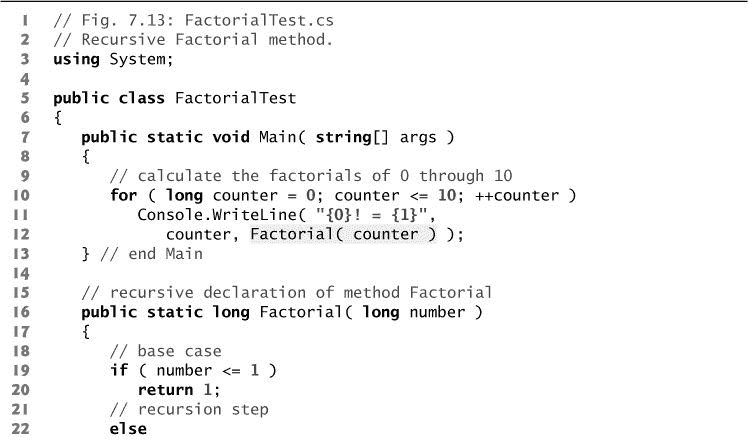 1 // Fig. 7.13: FactorialTest.cs
2 // Recursive Factorial method.
3 using System;
4
5 public class FactorialTest
6 {
7 public static void Main( string[] args )
8 {
9 // calculate the factorials of 0 through 10
10 for ( long counter = 0; counter <= 10; ++counter )
11 Console.WriteLine( "{0}! = {1}",
12 counter, Factorial( counter ) );
13 } // end Main
14
15 // recursive declaration of method Factorial
16 public static long Factorial( long number )
17 {
18 // base case
19 if ( number <= 1 )
20 return 1;
21 // recursion step
22 else